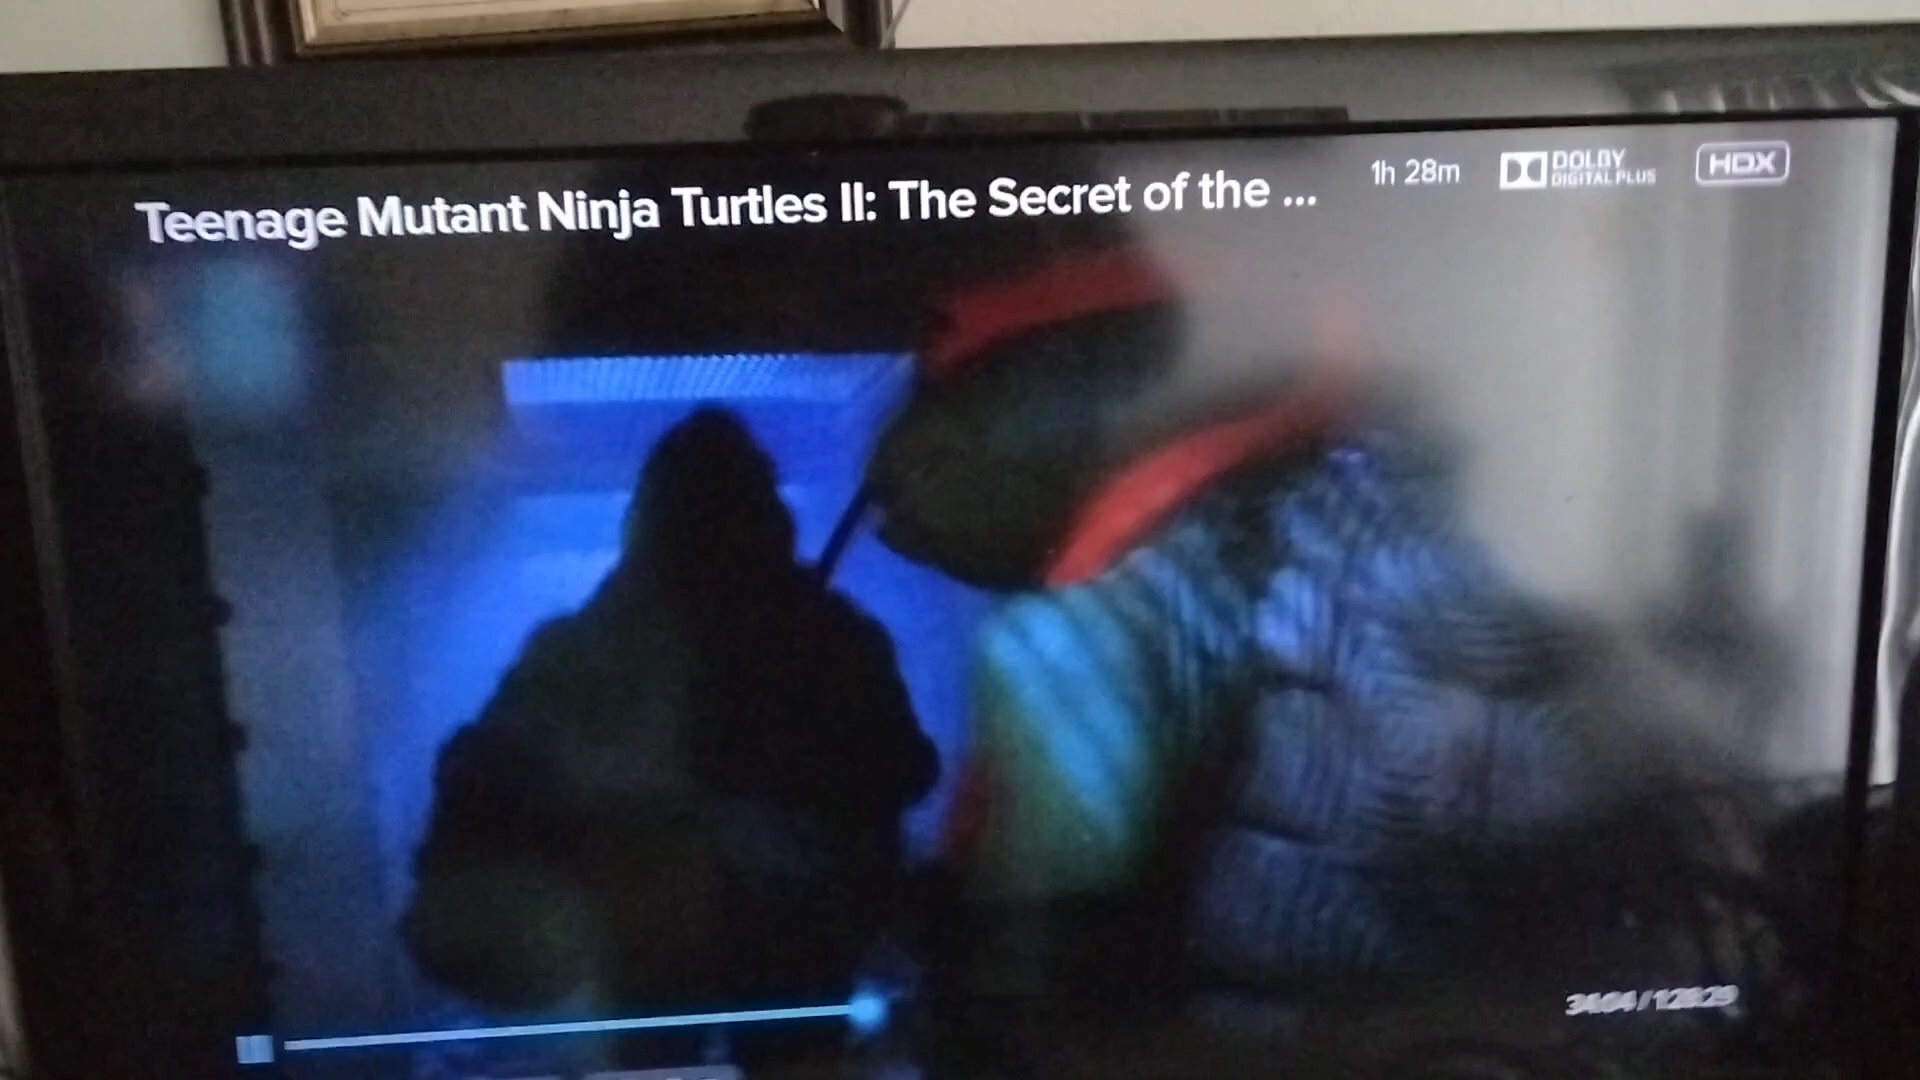 Teenage Mutant Ninja Turtles II: The Secret of the ...
1h 28m
DOLBY
DIGITAL PLUS
HDX